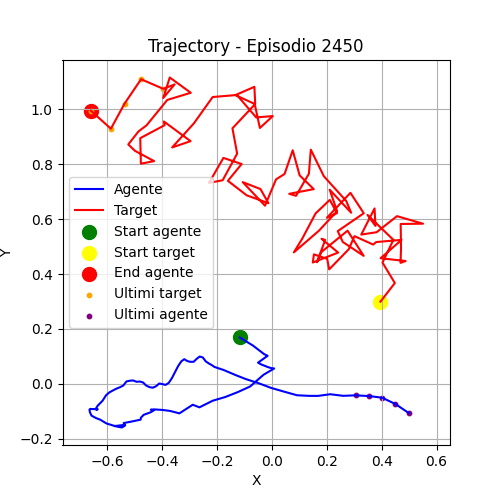 Trajectory - Episodio 2450
Y
1.0
0.8
0.6
0.4
0.2
0.0
−0.2
Agente
Target
Start agente
Start target
End agente
Ultimi target
Ultimi agente
−0.6
−0.4
−0.2
0.0
0.2
0.4
0.6
X